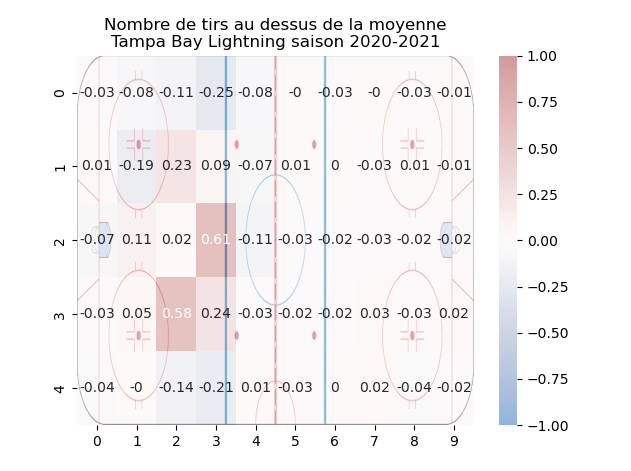 Nombre de tirs au dessus de la moyenne
Tampa Bay Lightning saison 2020-2021
0 -0.03 -0.08 -0.11 -0.25 -0.08 -0 -0.03 -0 -0.03 -0.01
1 0.01 -0.19 0.23 0.09 -0.07 0.01 0 -0.03 0.01 -0.01
2 -0.07 0.11 0.02 0.61 -0.11 -0.03 -0.02 -0.03 -0.02 -0.02
3 -0.03 0.05 0.58 0.24 -0.03 -0.02 -0.02 -0.03 -0.03 0.02
4 -0.04 -0 -0.14 -0.21 0.01 -0.03 0 0.02 -0.04 -0.02
0 1 2 3 4 5 6 7 8 9
1.00
0.75
0.50
0.25
0.00
−0.25
−0.50
−0.75
−1.00